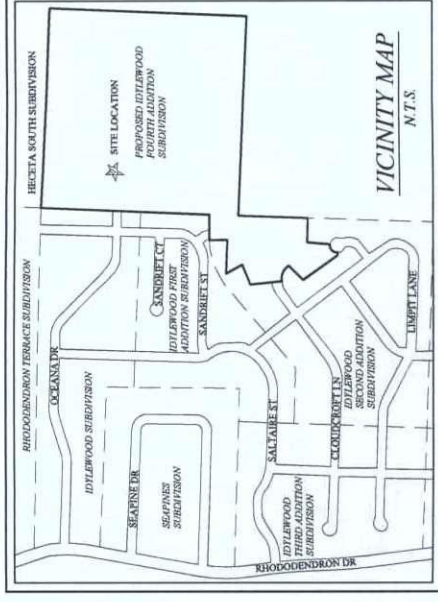 HECETA SOUTH SUBDIVISION
RHODODENDRON TERRACE SUBDIVISION
SITE LOCATION
PROPOSED IDYLEWOOD
FOURTH ADDITION
SUBDIVISION
OCEANA DR
IDYLEWOOD SUBDIVISION
SANDRIFT CT
IDYLEWOOD FIRST
ADDITION SUBDIVISION
SANDRIFT ST
SEAPINE DR
SEAPINES
SUBDIVISION
SALTAIRE ST
CLOUDCROFT LN
IDYLEWOOD
SECOND ADDITION
SUBDIVISION
LIMPIT LANE
IDYLEWOOD
THIRD ADDITION
SUBDIVISION
RHODODENDRON DR
VICINITY MAP
N.T.S.